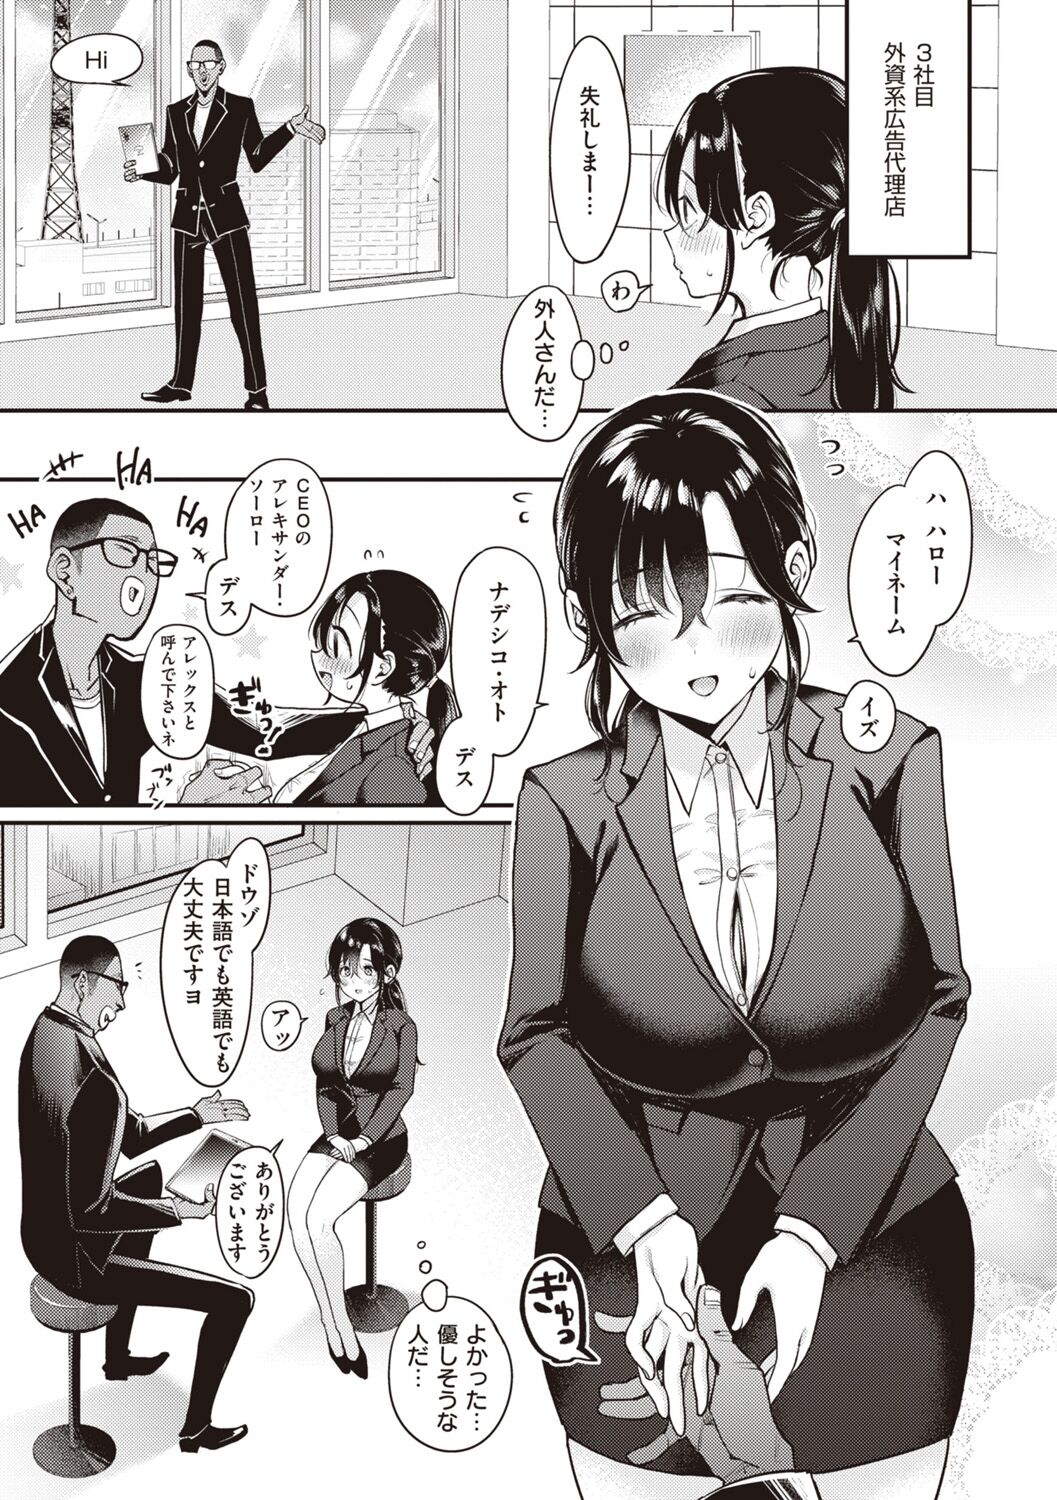 3社目
外資系広告代理店
失礼しまー…
わ
外人さんだ…
Hi
ハ ハロー
マイネーム
イズ
ナデシコ・オト
デス
CEOの
アレキサンダー・
ソーロー
デス
アレックスと
呼んで下さいネ
HA
HA
HA
ぎゅっ!
ブンブン
ぎゅっ
ドウゾ
日本語でも英語でも
大丈夫ですヨ
アッ
ありがとう
ございます
よかった…
優しそうな
人だ…